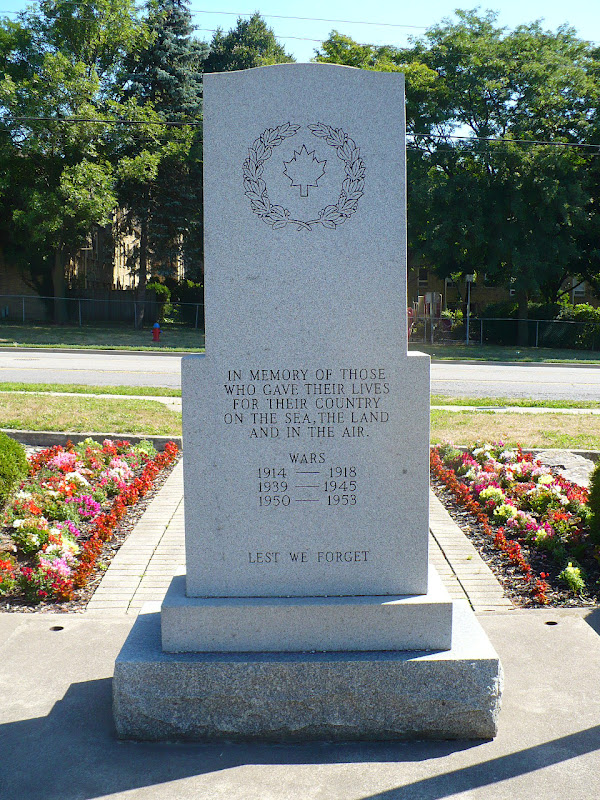 IN MEMORY OF THOSE
WHO GAVE THEIR LIVES
FOR THEIR COUNTRY
ON THE SEA, THE LAND
AND IN THE AIR.
WARS
1914 — 1918
1939 — 1945
1950 — 1953
LEST WE FORGET